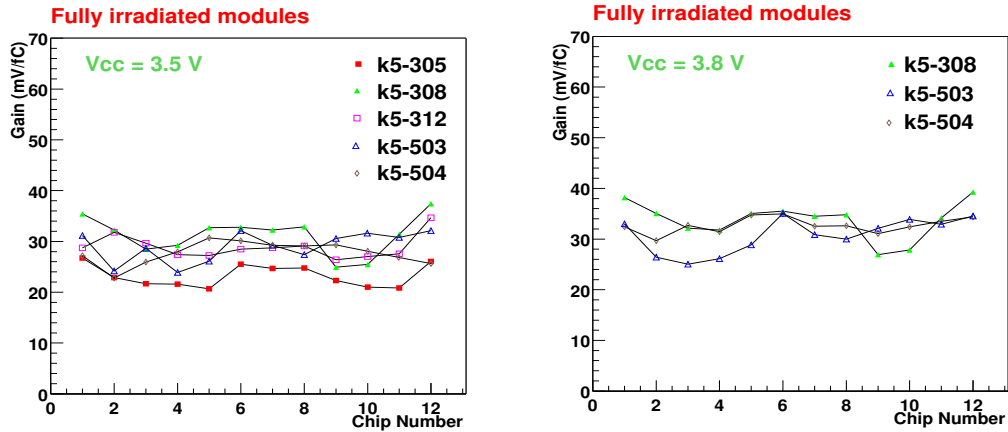 Fully irradiated modules
Gain (mV/fC)
70
60
50
40
30
20
10
0
Vcc = 3.5 V
k5-305
k5-308
k5-312
k5-503
k5-504
0 2 4 6 8 10 12
Chip Number
Fully irradiated modules
Gain (mV/fC)
70
60
50
40
30
20
10
0
Vcc = 3.8 V
k5-308
k5-503
k5-504
0 2 4 6 8 10 12
Chip Number